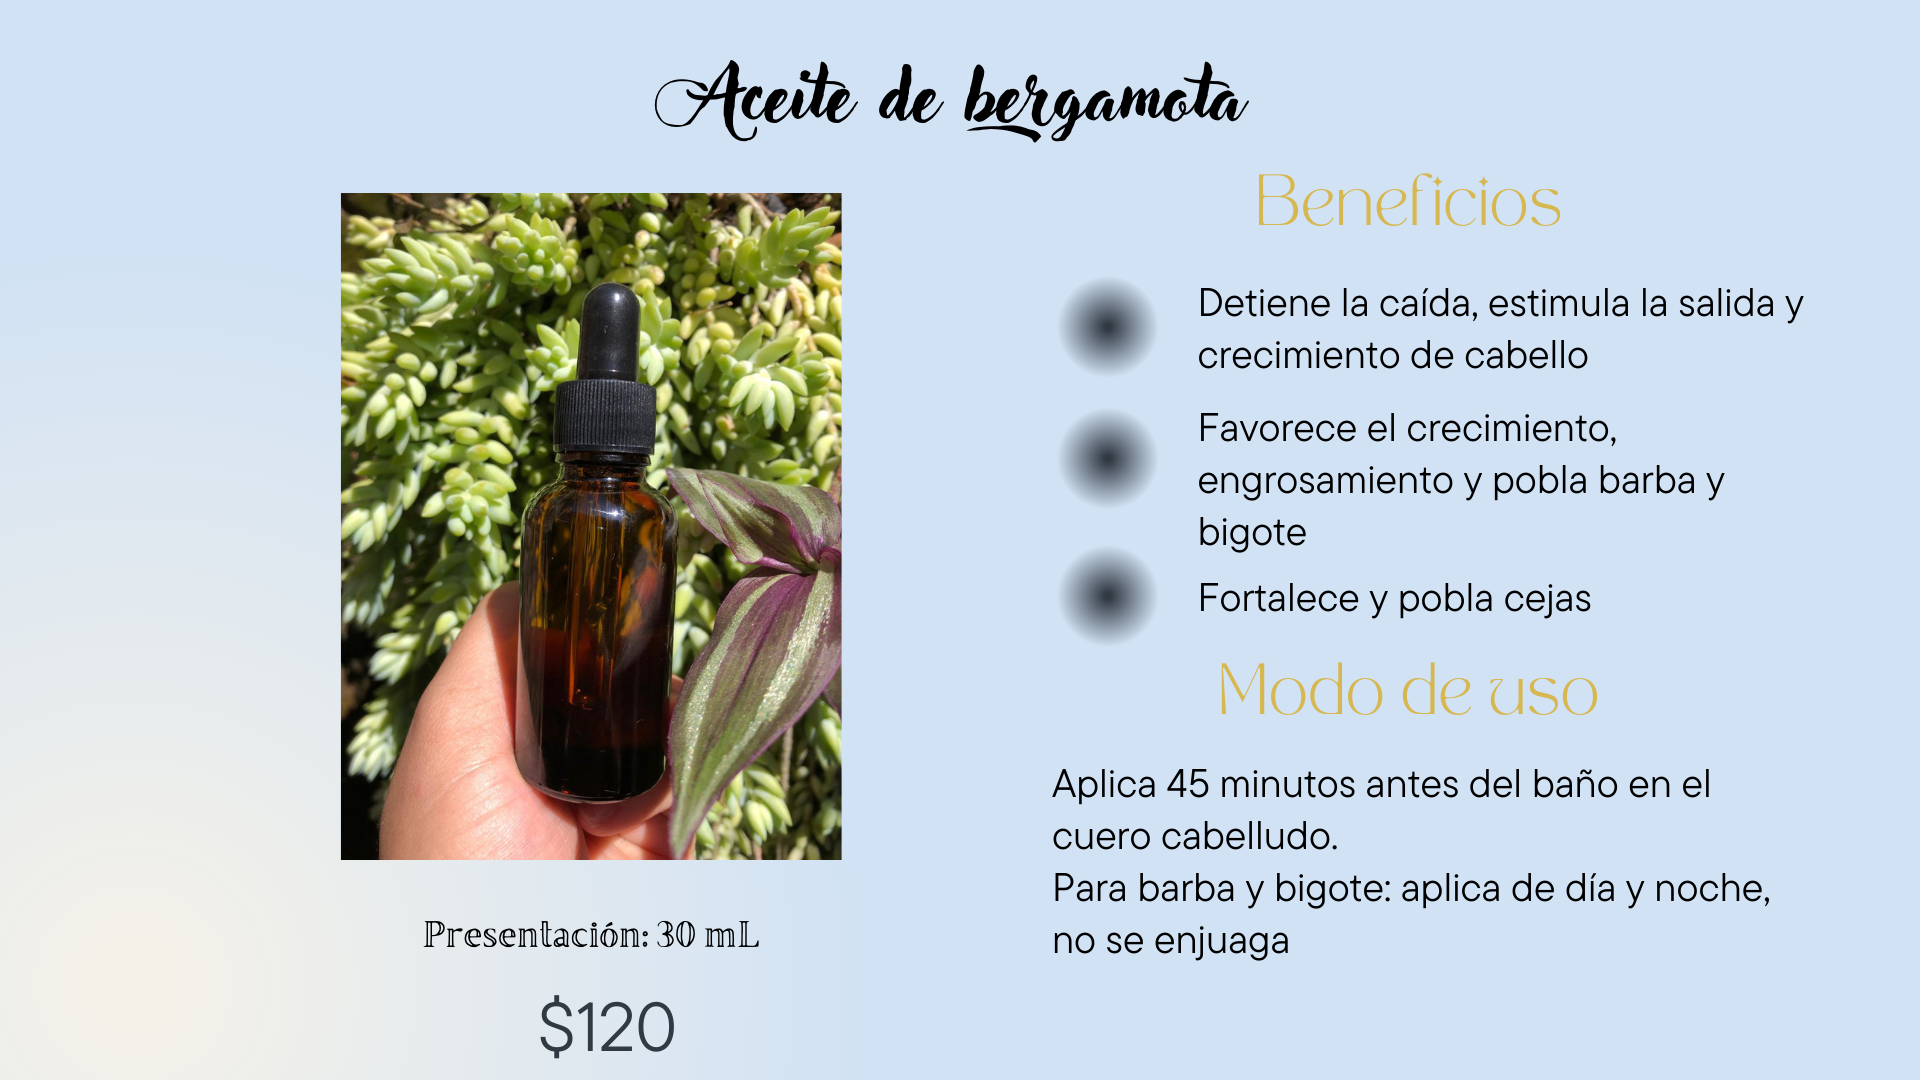 Aceite de bergamota
Beneficios
Detiene la caída, estimula la salida y
crecimiento de cabello
Favorece el crecimiento,
engrosamiento y pobla barba y
bigote
Fortalece y pobla cejas
Modo de uso
Aplica 45 minutos antes del baño en el
cuero cabelludo.
Para barba y bigote: aplica de día y noche,
no se enjuaga
Presentación: 30 mL
$120